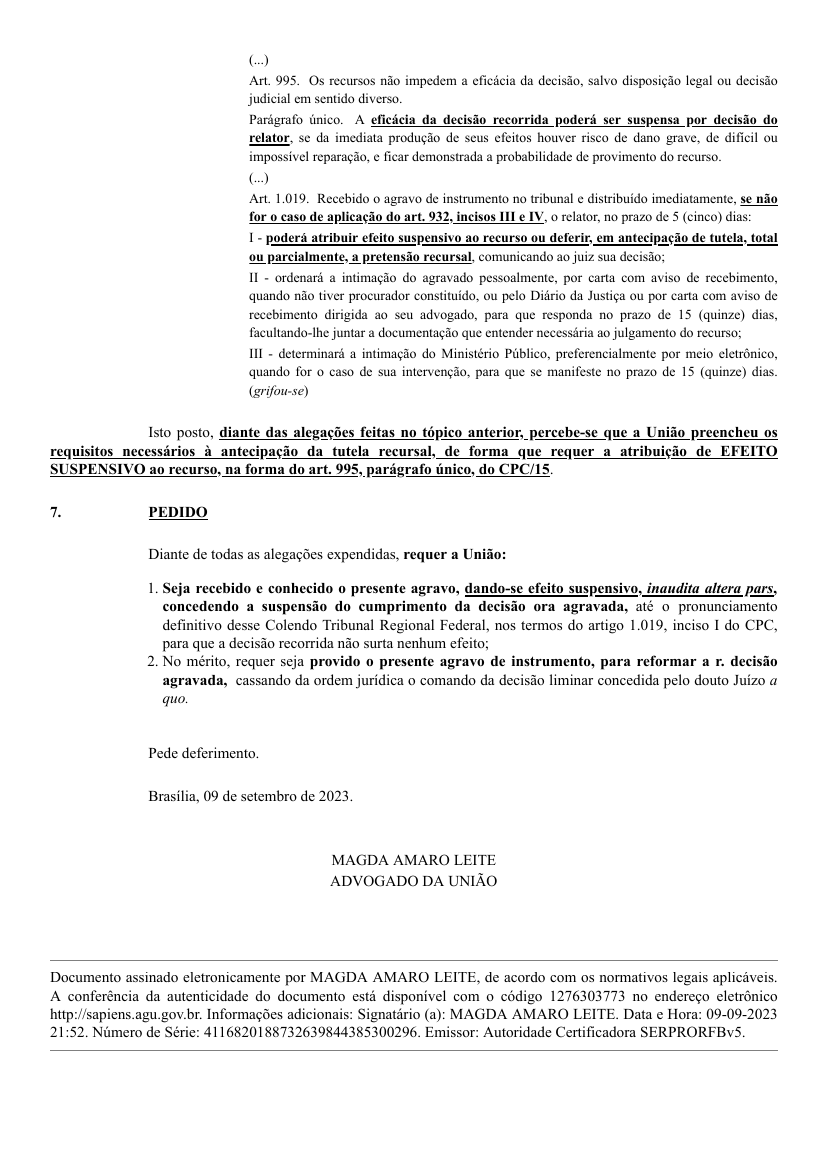 (...)
Art. 995. Os recursos não impedem a eficácia da decisão, salvo disposição legal ou decisão
judicial em sentido diverso.
Parágrafo único. A eficácia da decisão recorrida poderá ser suspensa por decisão do
relator, se da imediata produção de seus efeitos houver risco de dano grave, de difícil ou
impossível reparação, e ficar demonstrada a probabilidade de provimento do recurso.
(...)
Art. 1.019. Recebido o agravo de instrumento no tribunal e distribuído imediatamente, se não
for o caso de aplicação do art. 932, incisos III e IV, o relator, no prazo de 5 (cinco) dias:
I - poderá atribuir efeito suspensivo ao recurso ou deferir, em antecipação de tutela, total
ou parcialmente, a pretensão recursal, comunicando ao juiz sua decisão;
II - ordenará a intimação do agravado pessoalmente, por carta com aviso de recebimento,
quando não tiver procurador constituído, ou pelo Diário da Justiça ou por carta com aviso de
recebimento dirigida ao seu advogado, para que responda no prazo de 15 (quinze) dias,
facultando-lhe juntar a documentação que entender necessária ao julgamento do recurso;
III - determinará a intimação do Ministério Público, preferencialmente por meio eletrônico,
quando for o caso de sua intervenção, para que se manifeste no prazo de 15 (quinze) dias.
(grifou-se)
Isto posto, diante das alegações feitas no tópico anterior, percebe-se que a União preencheu os
requisitos necessários à antecipação da tutela recursal, de forma que requer a atribuição de EFEITO
SUSPENSIVO ao recurso, na forma do art. 995, parágrafo único, do CPC/15.
7. PEDIDO
Diante de todas as alegações expendidas, requer a União:
1. Seja recebido e conhecido o presente agravo, dando-se efeito suspensivo, inaudita altera pars,
concedendo a suspensão do cumprimento da decisão ora agravada, até o pronunciamento
definitivo desse Colendo Tribunal Regional Federal, nos termos do artigo 1.019, inciso I do CPC,
para que a decisão recorrida não surta nenhum efeito;
2. No mérito, requer seja provido o presente agravo de instrumento, para reformar a r. decisão
agravada, cassando da ordem jurídica o comando da decisão liminar concedida pelo douto Juízo a
quo.
Pede deferimento.
Brasília, 09 de setembro de 2023.
MAGDA AMARO LEITE
ADVOGADO DA UNIÃO
Documento assinado eletronicamente por MAGDA AMARO LEITE, de acordo com os normativos legais aplicáveis.
A conferência da autenticidade do documento está disponível com o código 1276303773 no endereço eletrônico
http://sapiens.agu.gov.br. Informações adicionais: Signatário (a): MAGDA AMARO LEITE. Data e Hora: 09-09-2023
21:52. Número de Série: 41168201887326398443853002​96. Emissor: Autoridade Certificadora SERPRORFBv5.